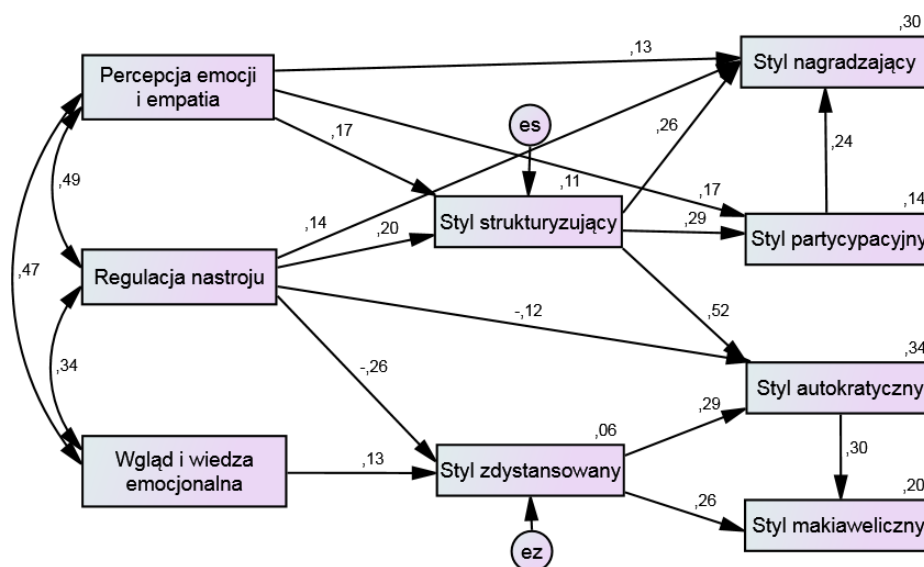 ,30
,13
Percepcja emocji
i empatia
Styl nagradzający
es
,17
,26
,24
,49
,11
,17
,14
,14
,20
Styl strukturyzujący
,29
Styl partycypacyjny
,47
Regulacja nastroju
-,12
,52
,34
,34
-,26
Styl autokratyczny
,29
,06
,30
Wgląd i wiedza
emocjonalna
,13
Styl zdystansowany
,26
,20
Styl makiaweliczny
ez